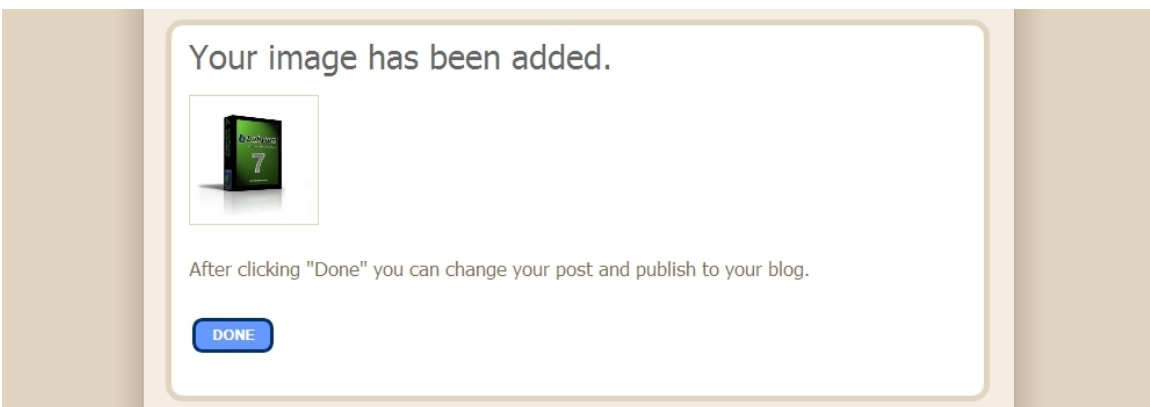 Your image has been added.
7
After clicking "Done" you can change your post and publish to your blog.
DONE